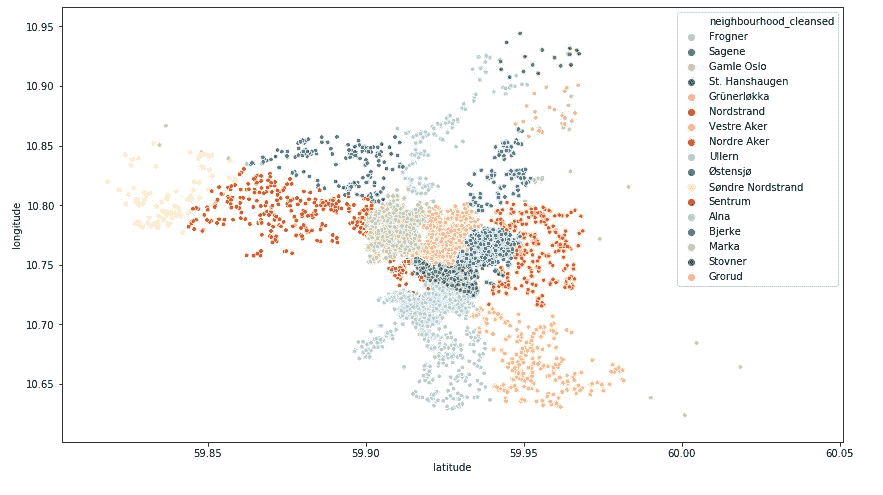 10.95
10.90
10.85
10.80
10.75
10.70
10.65
longitude
59.85
59.90
59.95
60.00
60.05
latitude
neighbourhood_cleansed
Frogner
Sagene
Gamle Oslo
St. Hanshaugen
Grünerløkka
Nordstrand
Vestre Aker
Nordre Aker
Ullern
Østensjø
Søndre Nordstrand
Sentrum
Alna
Bjerke
Marka
Stovner
Grorud